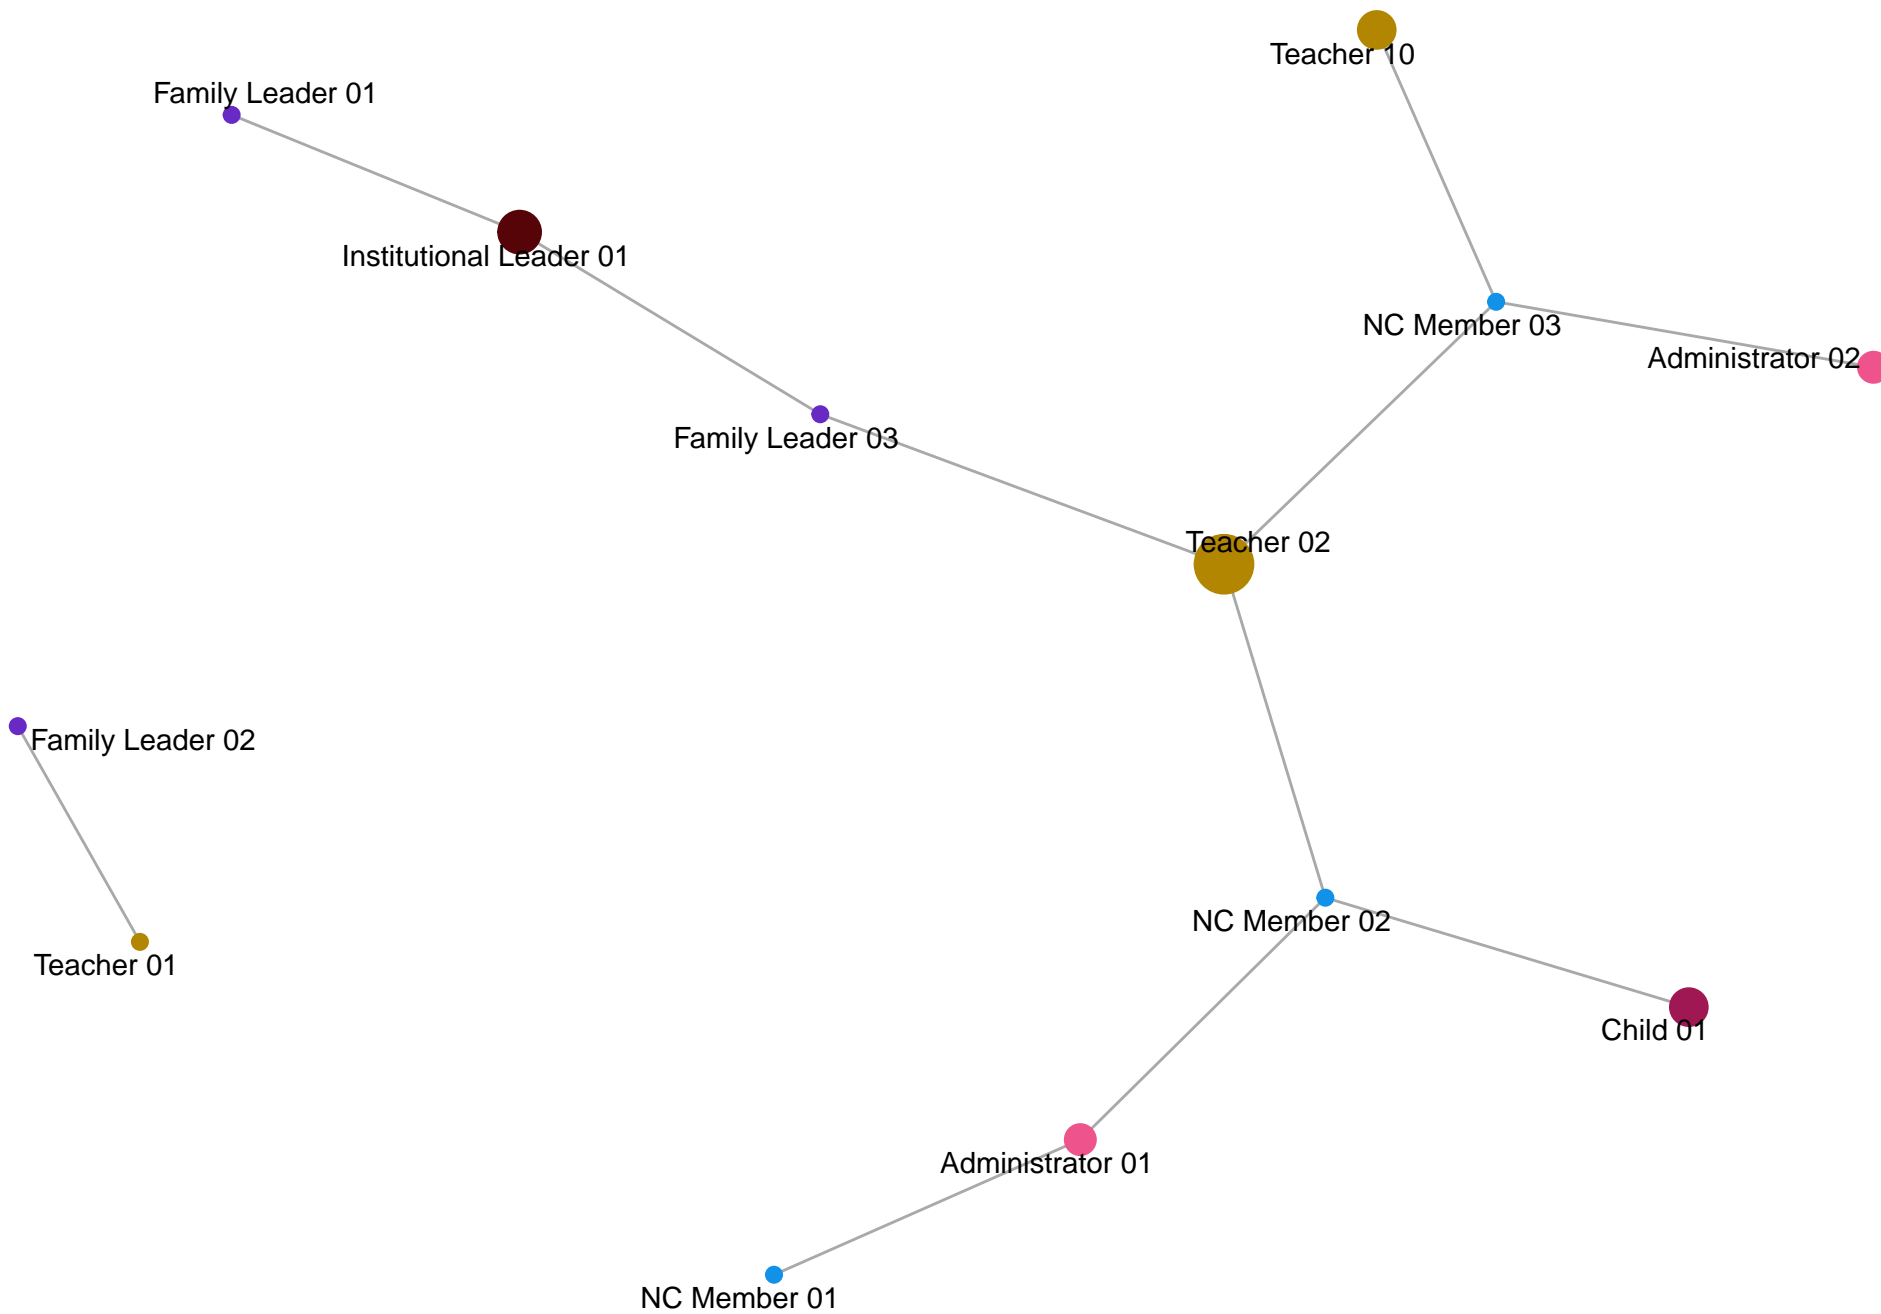 Teacher 10
Family Leader 01
Institutional Leader 01
NC Member 03
Administrator 02
Family Leader 03
Teacher 02
Family Leader 02
NC Member 02
Teacher 01
Child 01
Administrator 01
NC Member 01